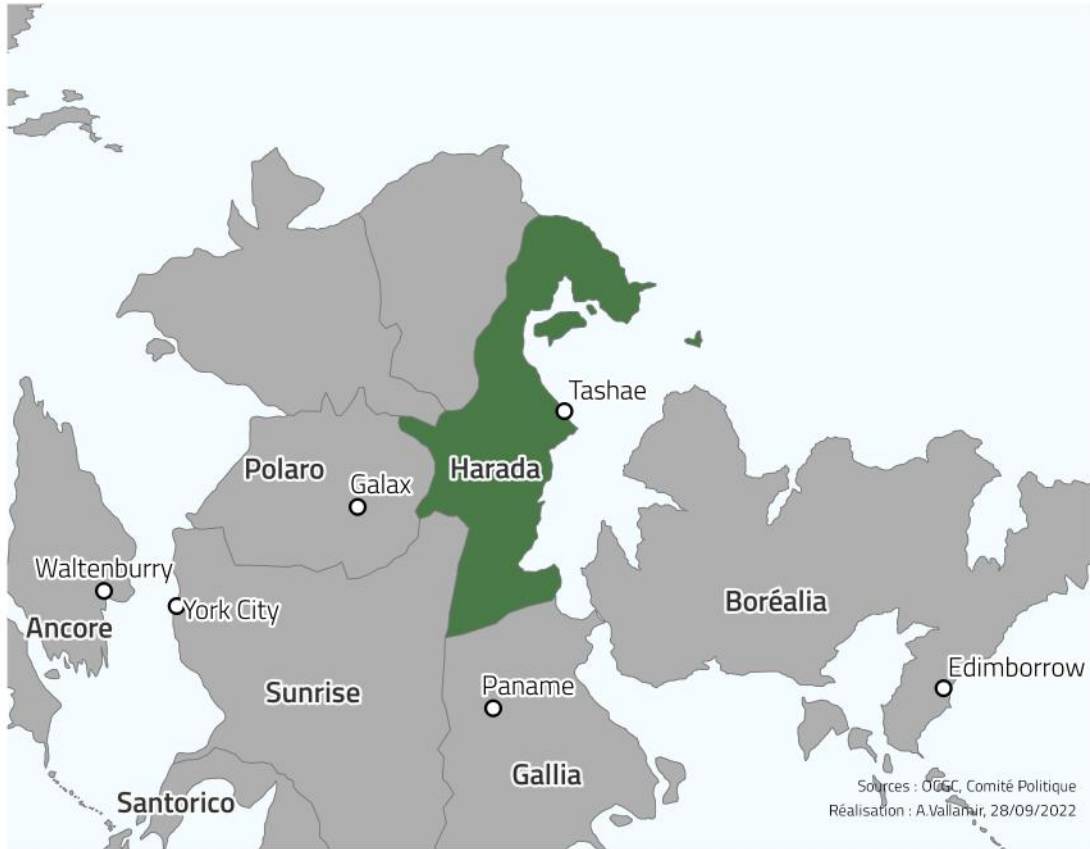 Tashae
Polaro
Harada
Galax
Waltenburry
York City
Ancore
Boréalia
Edimborrow
Sunrise
Paname
Gallia
Santorico
Sources : OCGC, Comité Politique
Réalisation : A.Vallamir, 28/09/2022